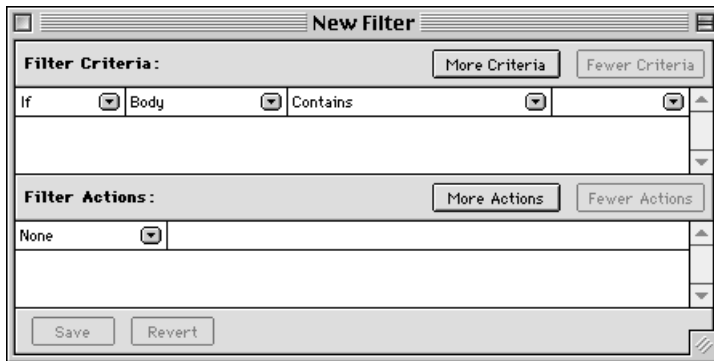 New Filter
Filter Criteria: More Criteria Fewer Criteria
If Body Contains
Filter Actions: More Actions Fewer Actions
None
Save Revert